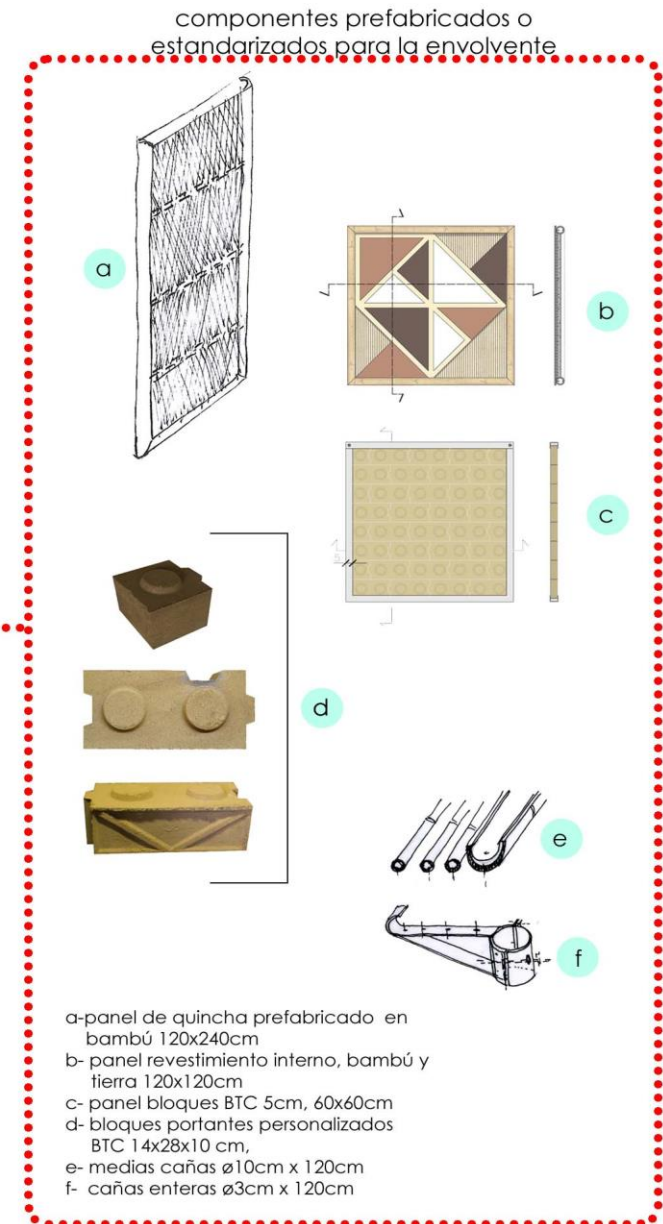 componentes prefabricados o
estandarizados para la envolvente
a
b
c
d
e
f
a-panel de quincha prefabricado en
bambú 120x240cm
b- panel revestimiento interno, bambú y
tierra 120x120cm
c- panel bloques BTC 5cm, 60x60cm
d- bloques portantes personalizados
BTC 14x28x10 cm,
e- medias cañas ø10cm x 120cm
f- cañas enteras ø3cm x 120cm